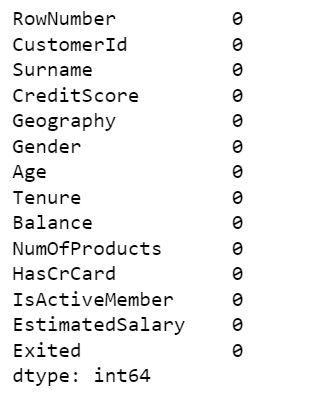 RowNumber 0
CustomerId 0
Surname 0
CreditScore 0
Geography 0
Gender 0
Age 0
Tenure 0
Balance 0
NumOfProducts 0
HasCrCard 0
IsActiveMember 0
EstimatedSalary 0
Exited 0
dtype: int64